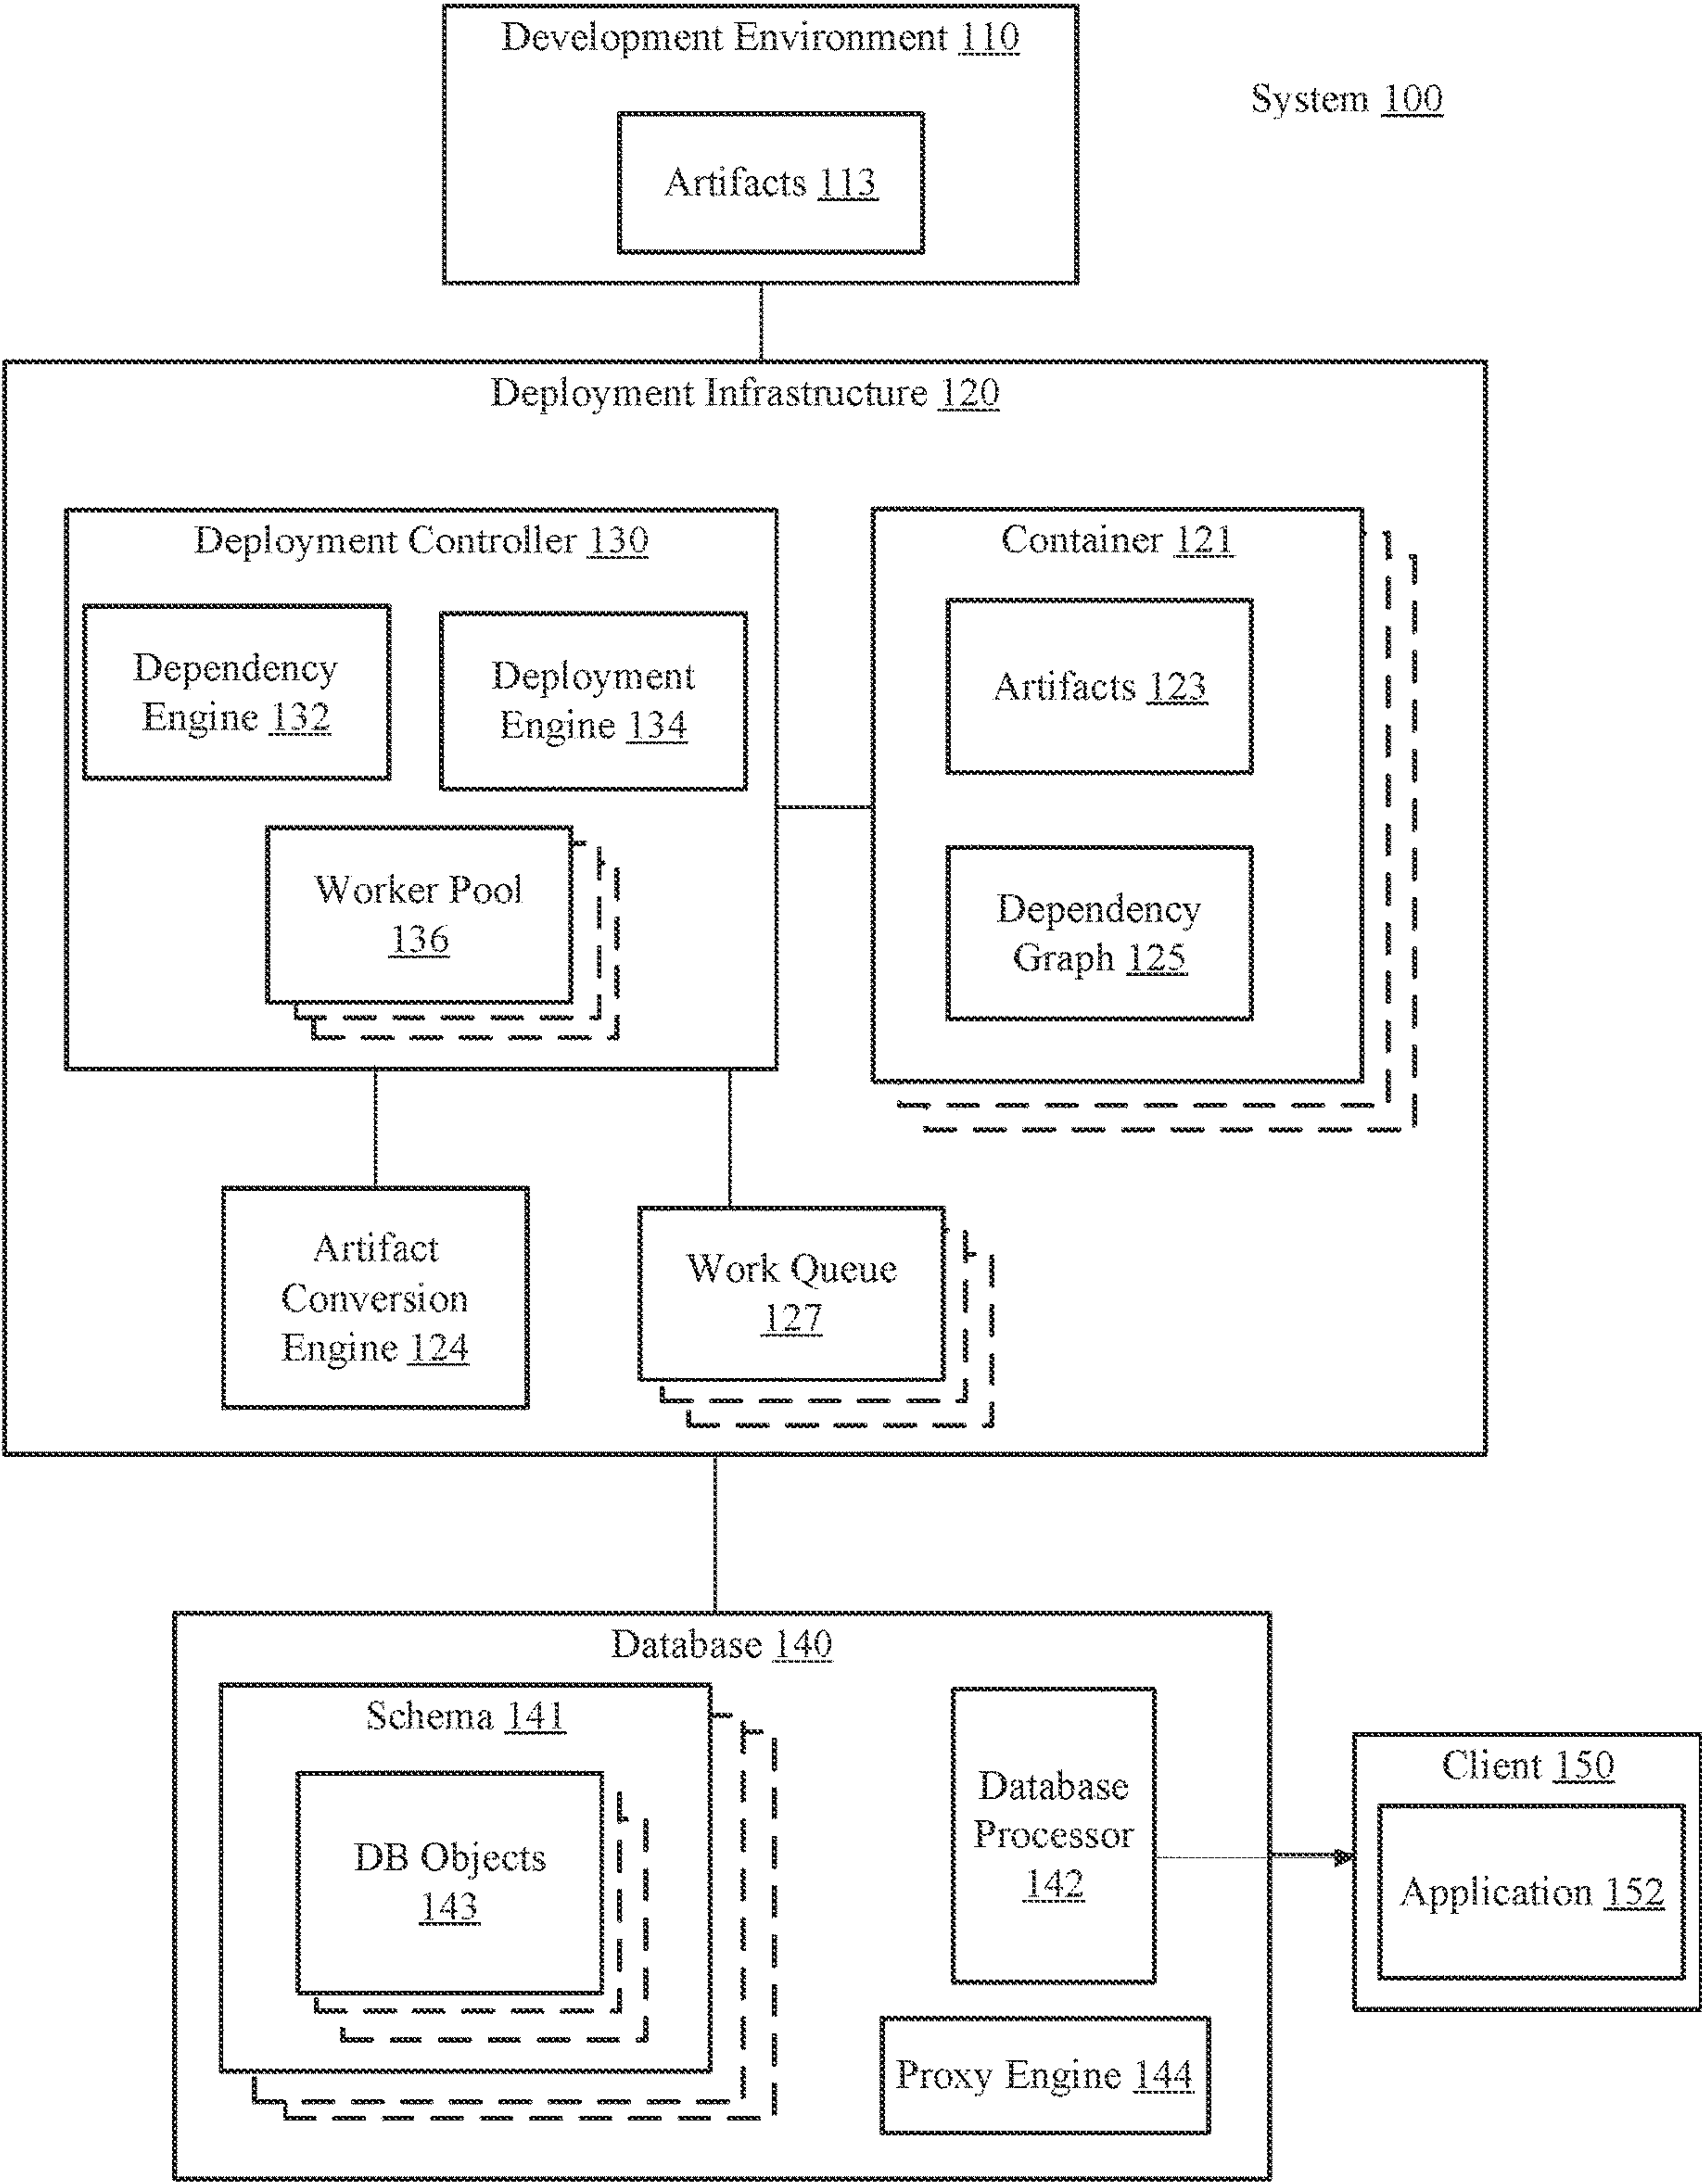 Development Environment 110
System 100
Artifacts 113
Deployment Infrastructure 120
Deployment Controller 130
Container 121
Dependency
Engine 132
Deployment
Engine 134
Artifacts 123
Worker Pool
136
Dependency
Graph 125
Artifact
Conversion
Engine 124
Work Queue
127
Database 140
Schema 141
DB Objects
143
Database
Processor
142
Client 150
Application 152
Proxy Engine 144